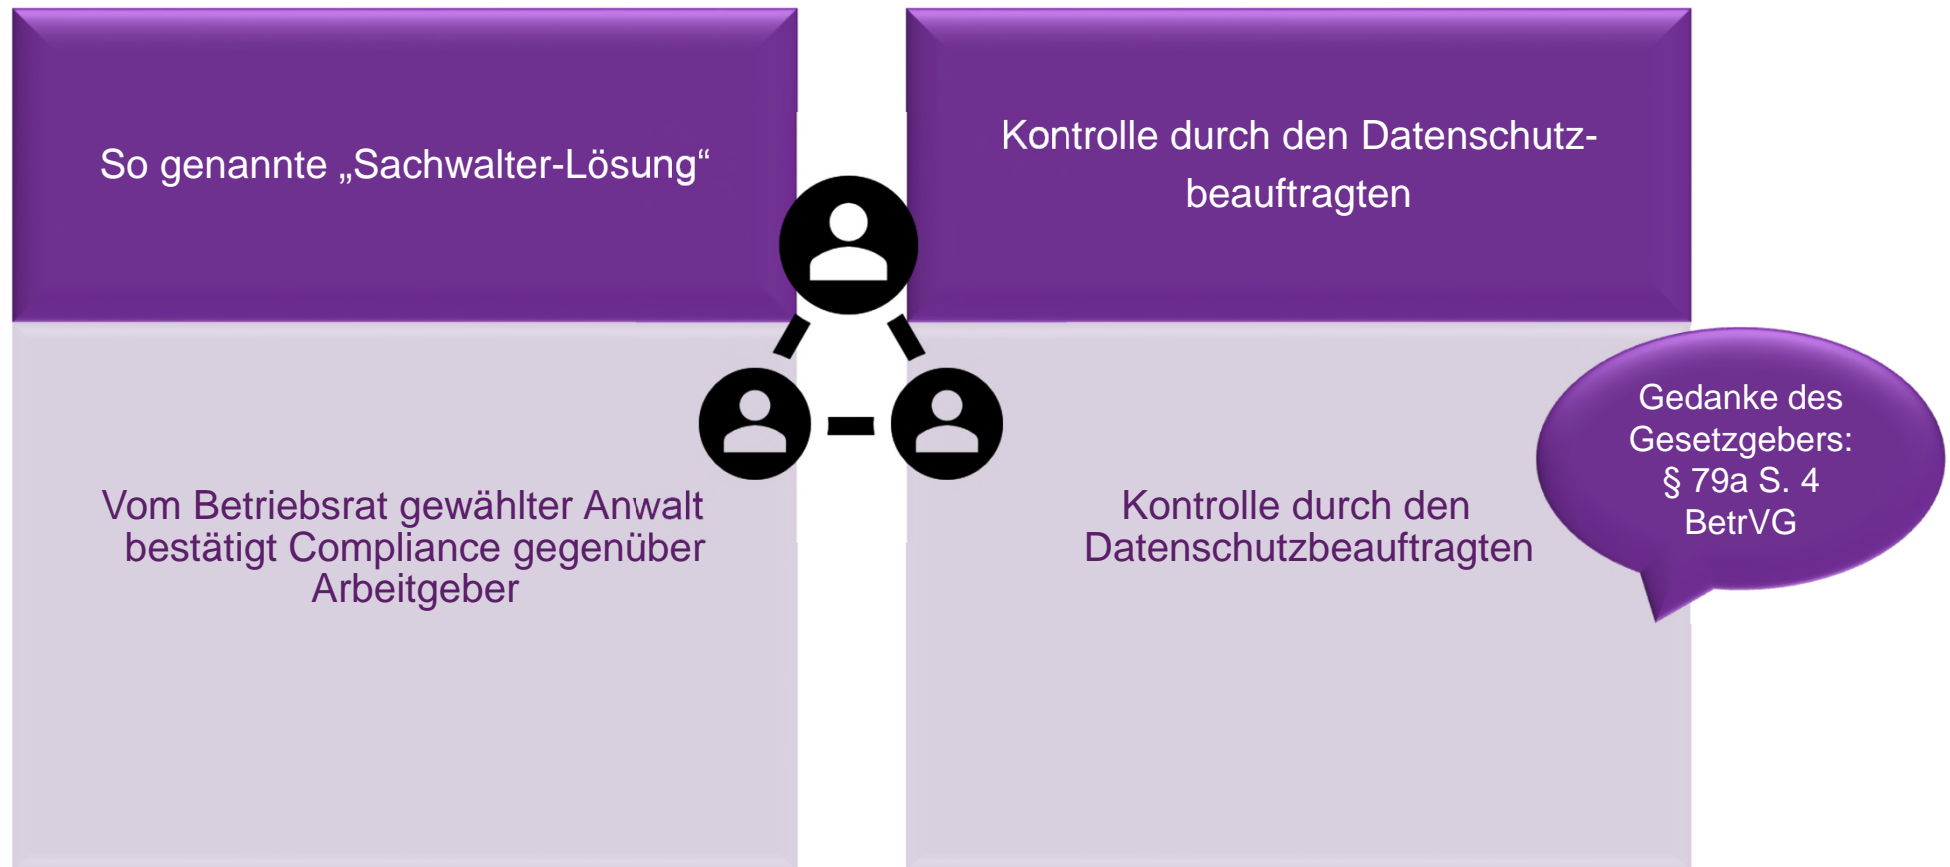 So genannte „Sachwalter-Lösung“
Vom Betriebsrat gewählter Anwalt
bestätigt Compliance gegenüber
Arbeitgeber
Kontrolle durch den Datenschutz-
beauftragten
Kontrolle durch den
Datenschutzbeauftragten
Gedanke des
Gesetzgebers:
§ 79a S. 4
BetrVG